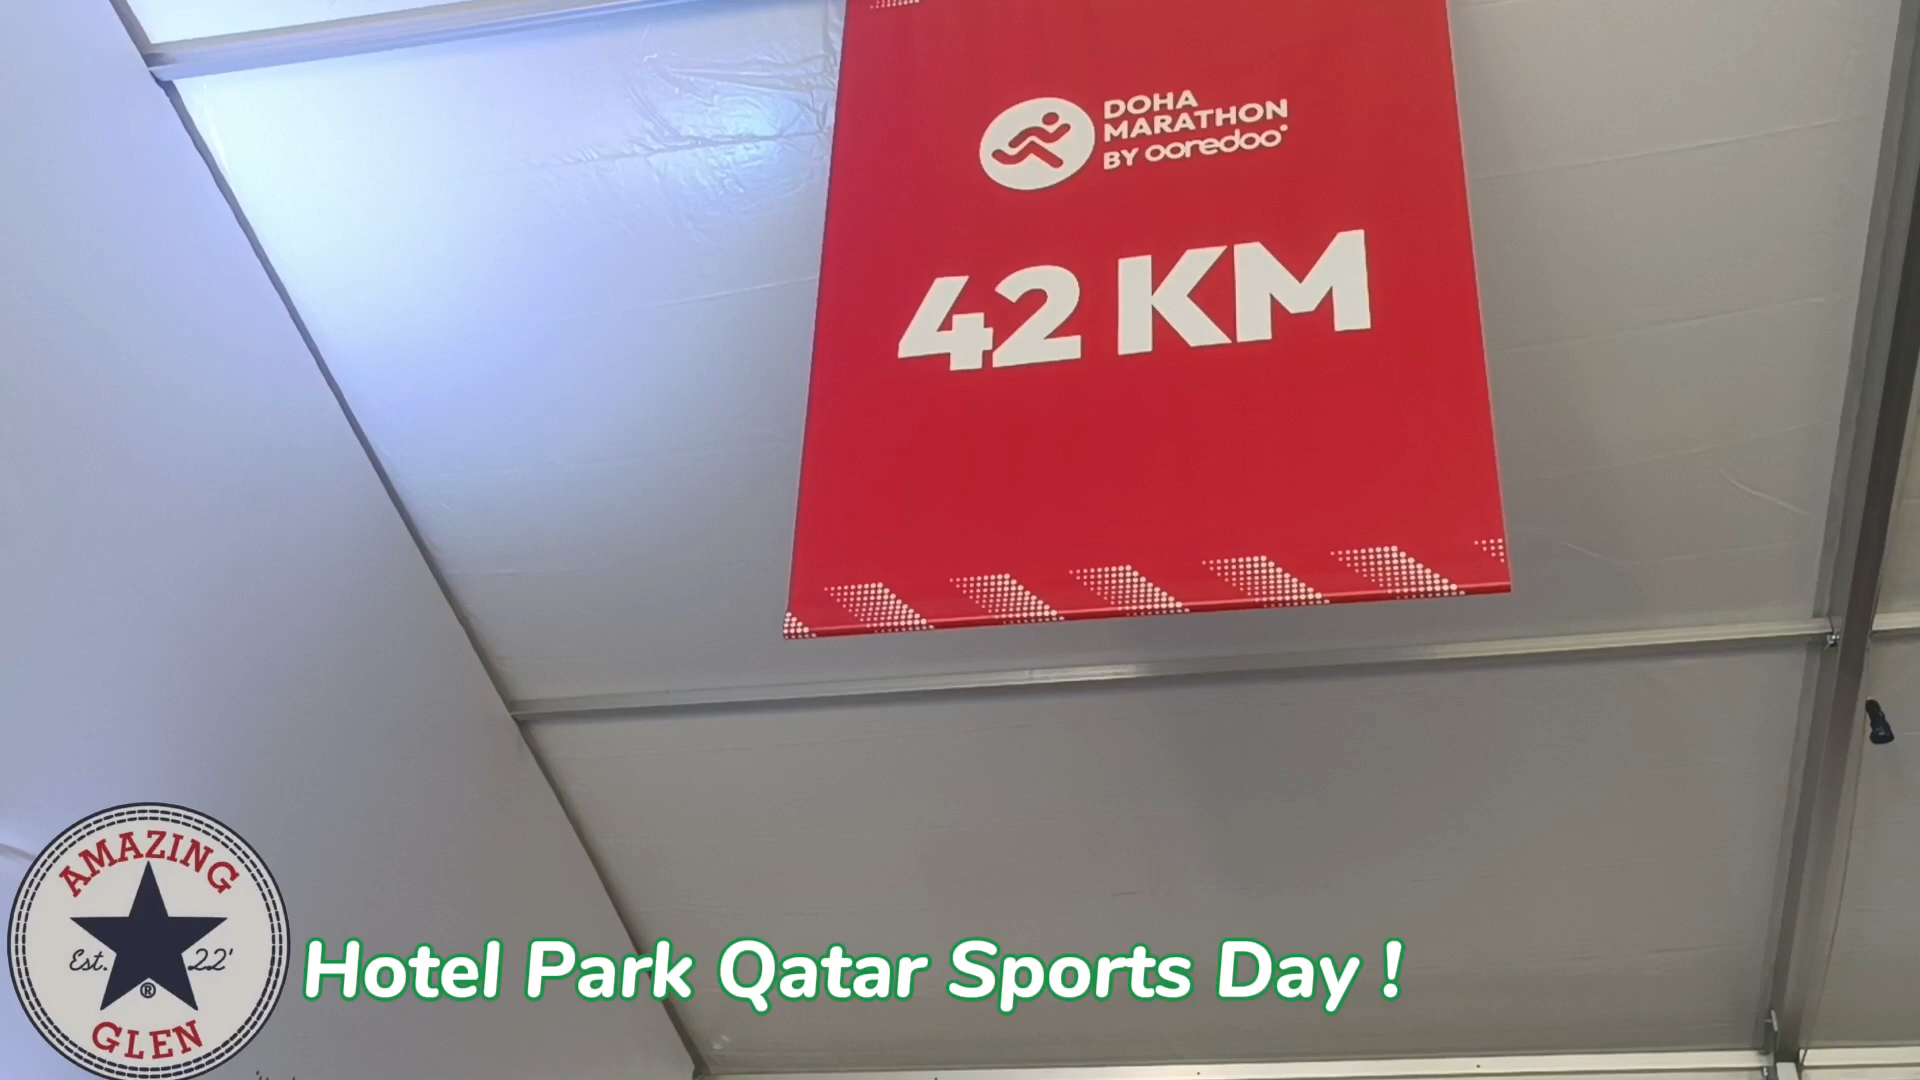 DOHA
MARATHON
BY ooredoo
42 KM
AMAZING
Est. 22'
®
GLEN
Hotel Park Qatar Sports Day !